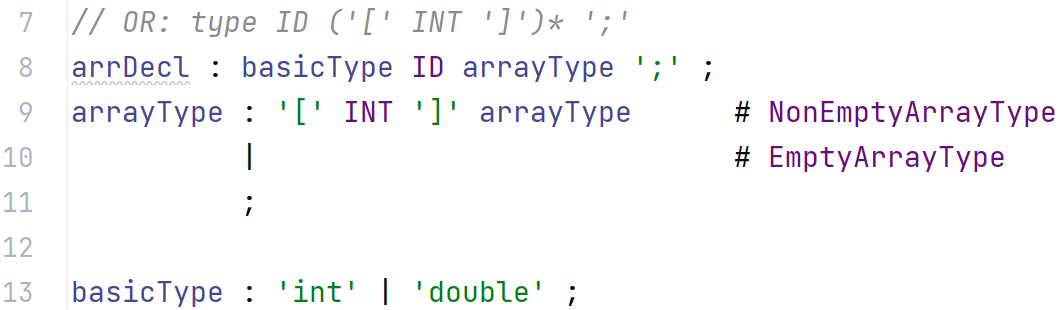 7 // OR: type ID ('[' INT ']')* ';'
8 arrDecl : basicType ID arrayType ';' ;
9 arrayType : '[' INT ']' arrayType # NonEmptyArrayType
10 | # EmptyArrayType
11 ;
12
13 basicType : 'int' | 'double' ;